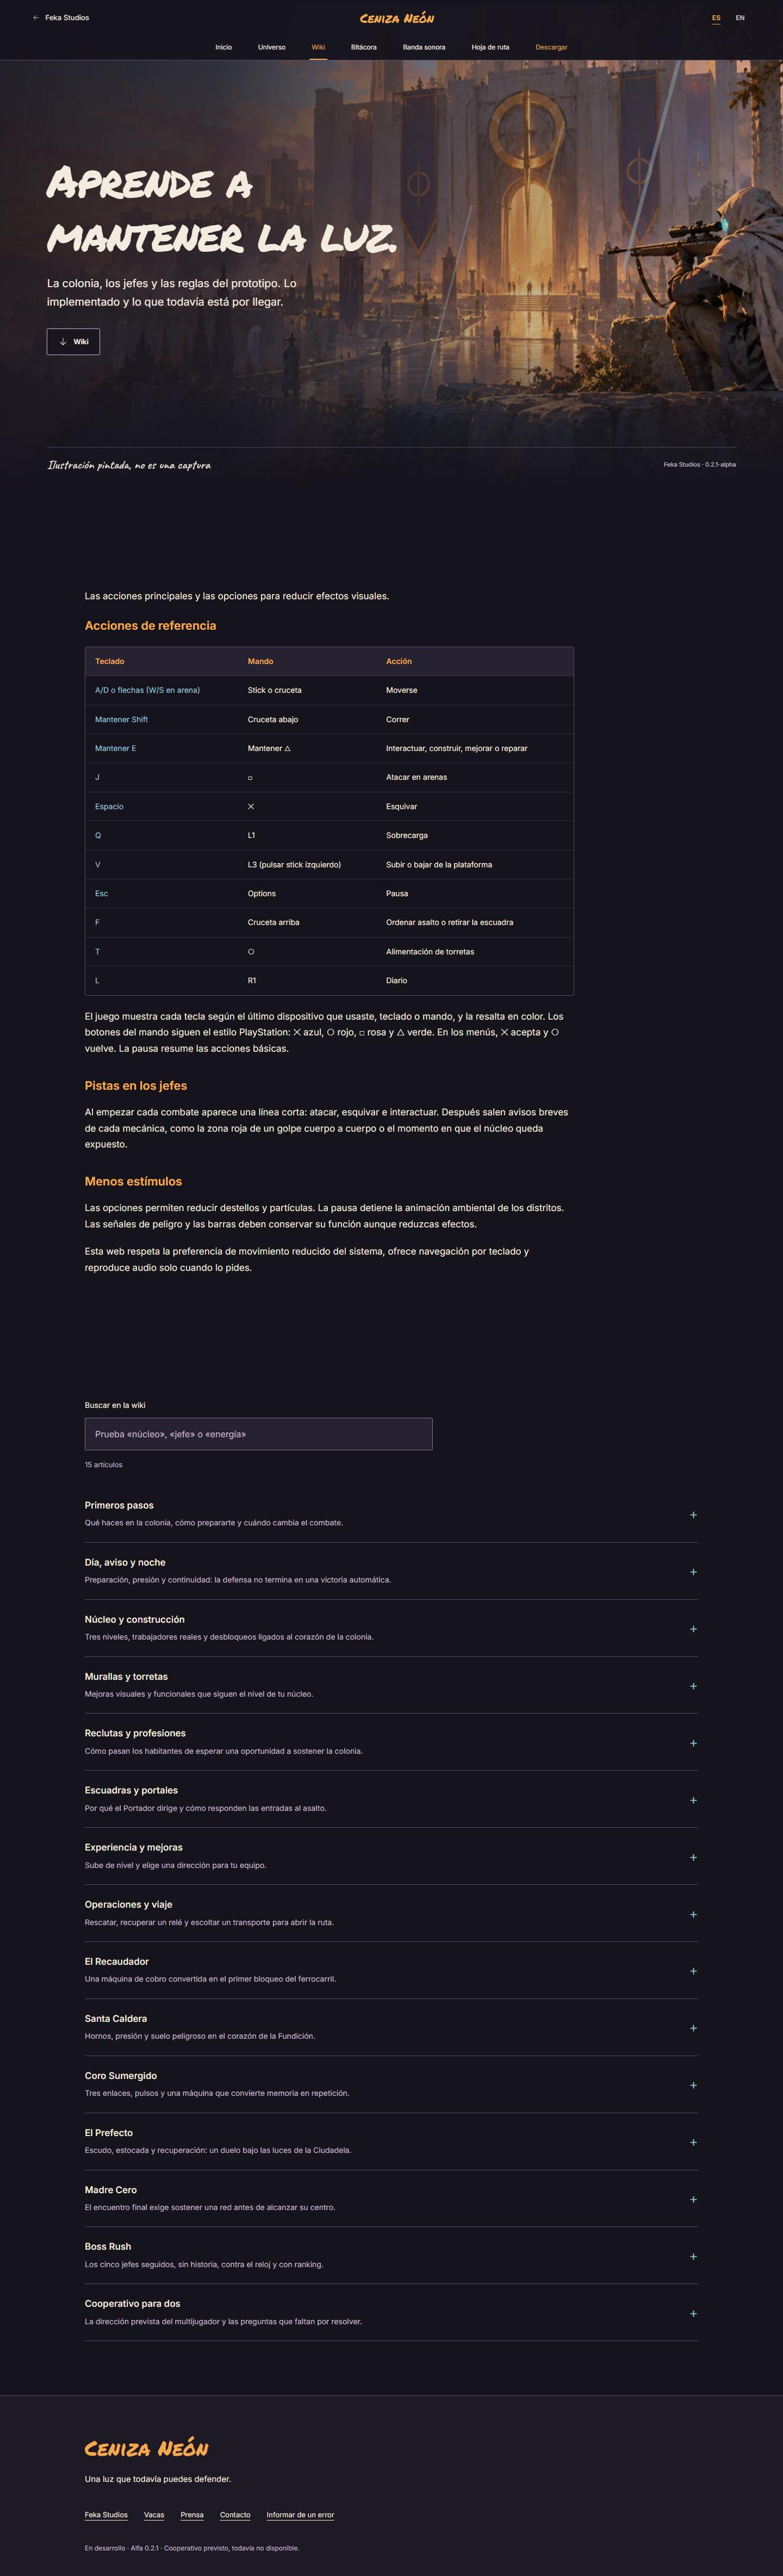 ← Feka Studios
Ceniza Neón
ES EN
Inicio Universo Wiki Bitácora Banda sonora Hoja de ruta Descargar
Aprende a
mantener la luz.
La colonia, los jefes y las reglas del prototipo. Lo
implementado y lo que todavía está por llegar.
↓ Wiki
Ilustración pintada, no es una captura
Feka Studios · 0.2.1-alpha
Las acciones principales y las opciones para reducir efectos visuales.
Acciones de referencia
Teclado Mando Acción
A/D o flechas (W/S en arena) Stick o cruceta Moverse
Mantener Shift Cruceta abajo Correr
Mantener E Mantener △ Interactuar, construir, mejorar o reparar
J □ Atacar en arenas
Espacio ✕ Esquivar
Q L1 Sobrecarga
V L3 (pulsar stick izquierdo) Subir o bajar de la plataforma
Esc Options Pausa
F Cruceta arriba Ordenar asalto o retirar la escuadra
T ○ Alimentación de torretas
L R1 Diario
El juego muestra cada tecla según el último dispositivo que usaste, teclado o mando, y la resalta en color. Los
botones del mando siguen el estilo PlayStation: ✕ azul, ○ rojo, □ rosa y △ verde. En los menús, ✕ acepta y ○
vuelve. La pausa resume las acciones básicas.
Pistas en los jefes
Al empezar cada combate aparece una línea corta: atacar, esquivar e interactuar. Después salen avisos breves
de cada mecánica, como la zona roja de un golpe cuerpo a cuerpo o el momento en que el núcleo queda
expuesto.
Menos estímulos
Las opciones permiten reducir destellos y partículas. La pausa detiene la animación ambiental de los distritos.
Las señales de peligro y las barras deben conservar su función aunque reduzcas efectos.
Esta web respeta la preferencia de movimiento reducido del sistema, ofrece navegación por teclado y
reproduce audio solo cuando lo pides.
Buscar en la wiki
Prueba «núcleo», «jefe» o «energía»
15 artículos
Primeros pasos
Qué haces en la colonia, cómo prepararte y cuándo cambia el combate.
+
Día, aviso y noche
Preparación, presión y continuidad: la defensa no termina en una victoria automática.
+
Núcleo y construcción
Tres niveles, trabajadores reales y desbloqueos ligados al corazón de la colonia.
+
Murallas y torretas
Mejoras visuales y funcionales que siguen el nivel de tu núcleo.
+
Reclutas y profesiones
Cómo pasan los habitantes de esperar una oportunidad a sostener la colonia.
+
Escuadras y portales
Por qué el Portador dirige y cómo responden las entradas al asalto.
+
Experiencia y mejoras
Sube de nivel y elige una dirección para tu equipo.
+
Operaciones y viaje
Rescatar, recuperar un relé y escoltar un transporte para abrir la ruta.
+
El Recaudador
Una máquina de cobro convertida en el primer bloqueo del ferrocarril.
+
Santa Caldera
Hornos, presión y suelo peligroso en el corazón de la Fundición.
+
Coro Sumergido
Tres enlaces, pulsos y una máquina que convierte memoria en repetición.
+
El Prefecto
Escudo, estocada y recuperación: un duelo bajo las luces de la Ciudadela.
+
Madre Cero
El encuentro final exige sostener una red antes de alcanzar su centro.
+
Boss Rush
Los cinco jefes seguidos, sin historia, contra el reloj y con ranking.
+
Cooperativo para dos
La dirección prevista del multijugador y las preguntas que faltan por resolver.
+
Ceniza Neón
Una luz que todavía puedes defender.
Feka Studios Vacas Prensa Contacto Informar de un error
En desarrollo · Alfa 0.2.1 · Cooperativo previsto, todavía no disponible.